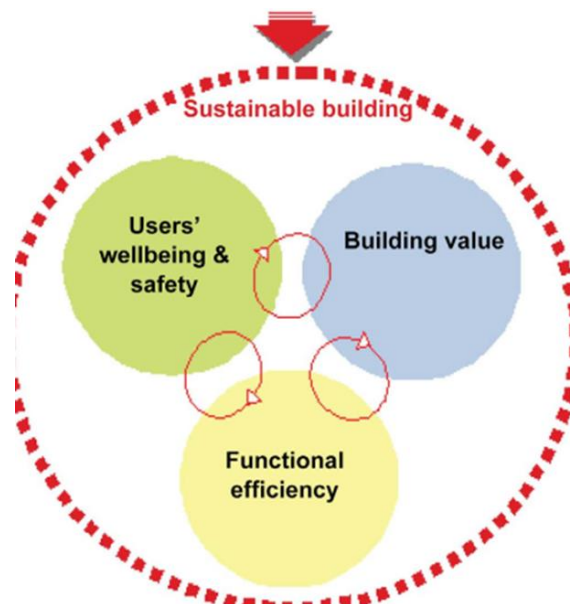 Sustainable building
Users'
wellbeing &
safety
Building value
Functional
efficiency